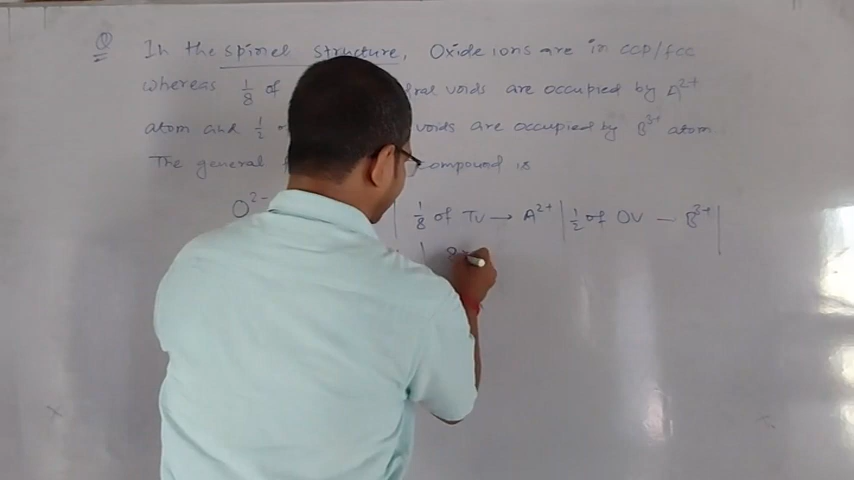 Q In the spinel structure, Oxide ions are in ccp/fcc
whereas 1/8 of voids are occupied by A²⁺
atom and 1/2 voids are occupied by B³⁺ atom
The general compound is
O²⁻ | 1/8 of TV → A²⁺ | 1/2 of OV — B³⁺ |
| 8